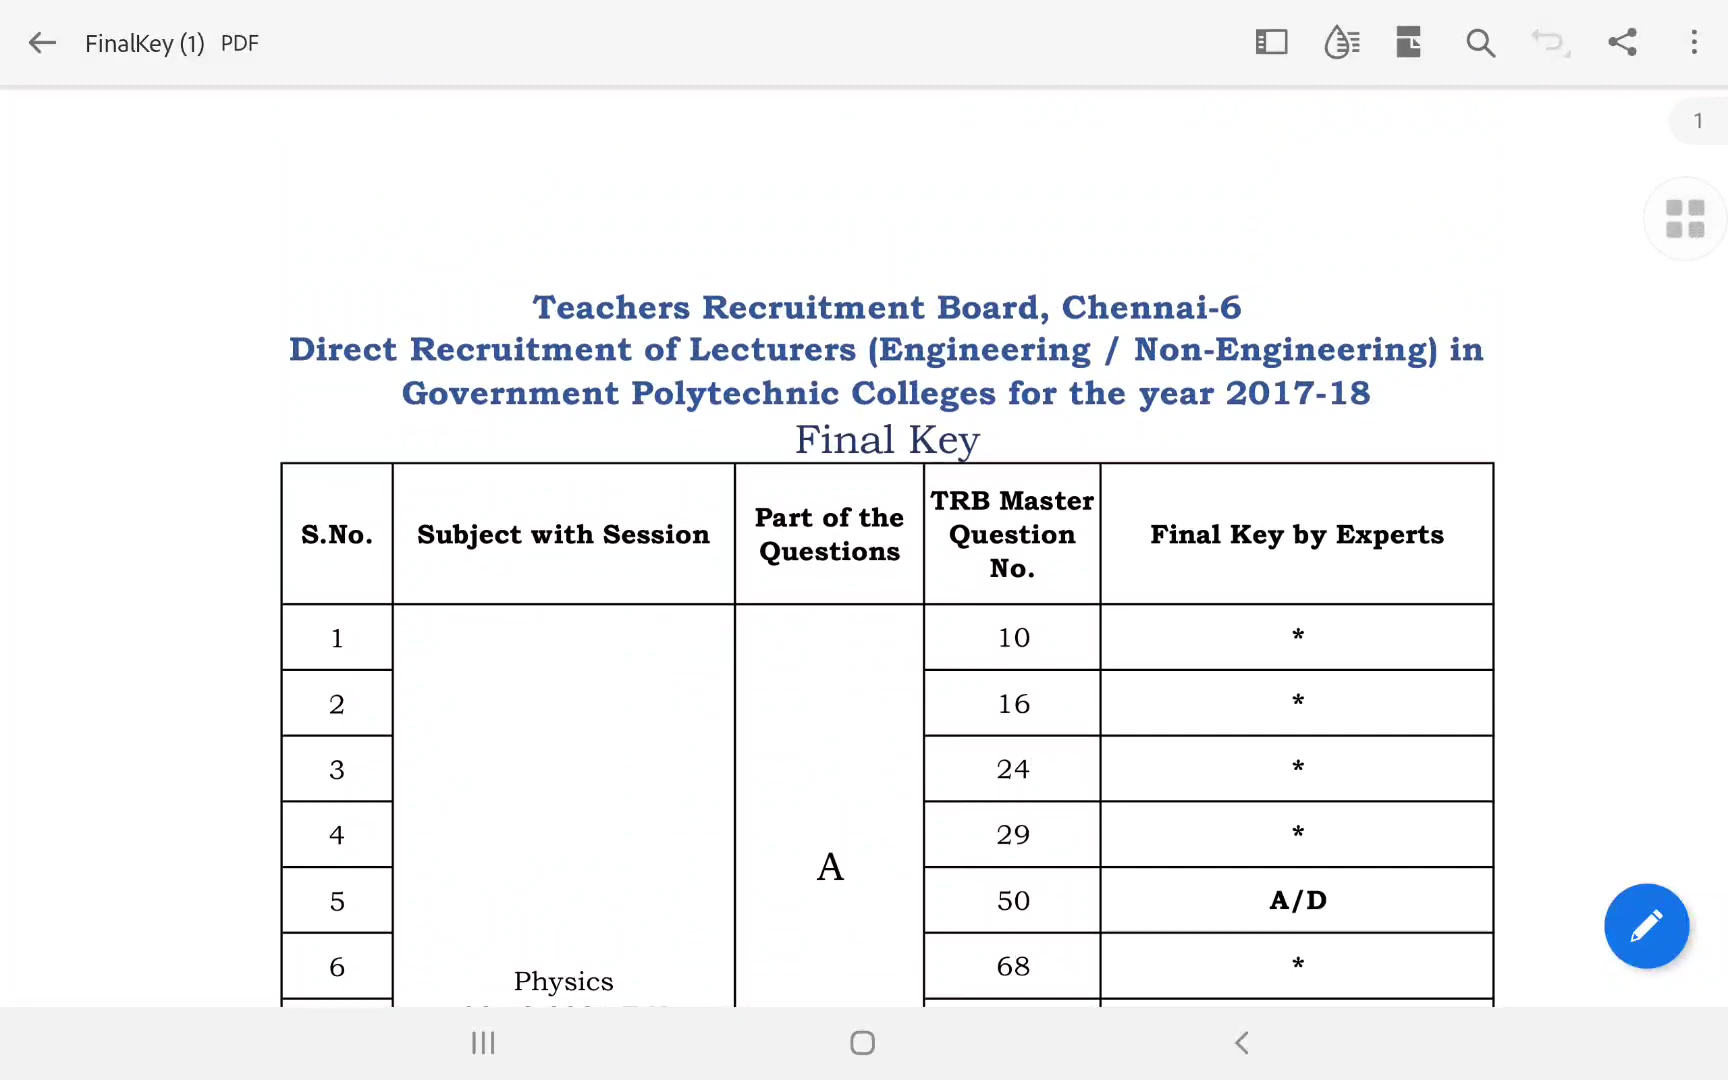 FinalKey (1) PDF
1
Teachers Recruitment Board, Chennai-6
Direct Recruitment of Lecturers (Engineering / Non-Engineering) in
Government Polytechnic Colleges for the year 2017-18
Final Key
S.No. Subject with Session Part of the Questions TRB Master Question No. Final Key by Experts
1 10 *
2 16 *
3 24 *
4 29 *
A
5 50 A/D
6 68 *
Physics